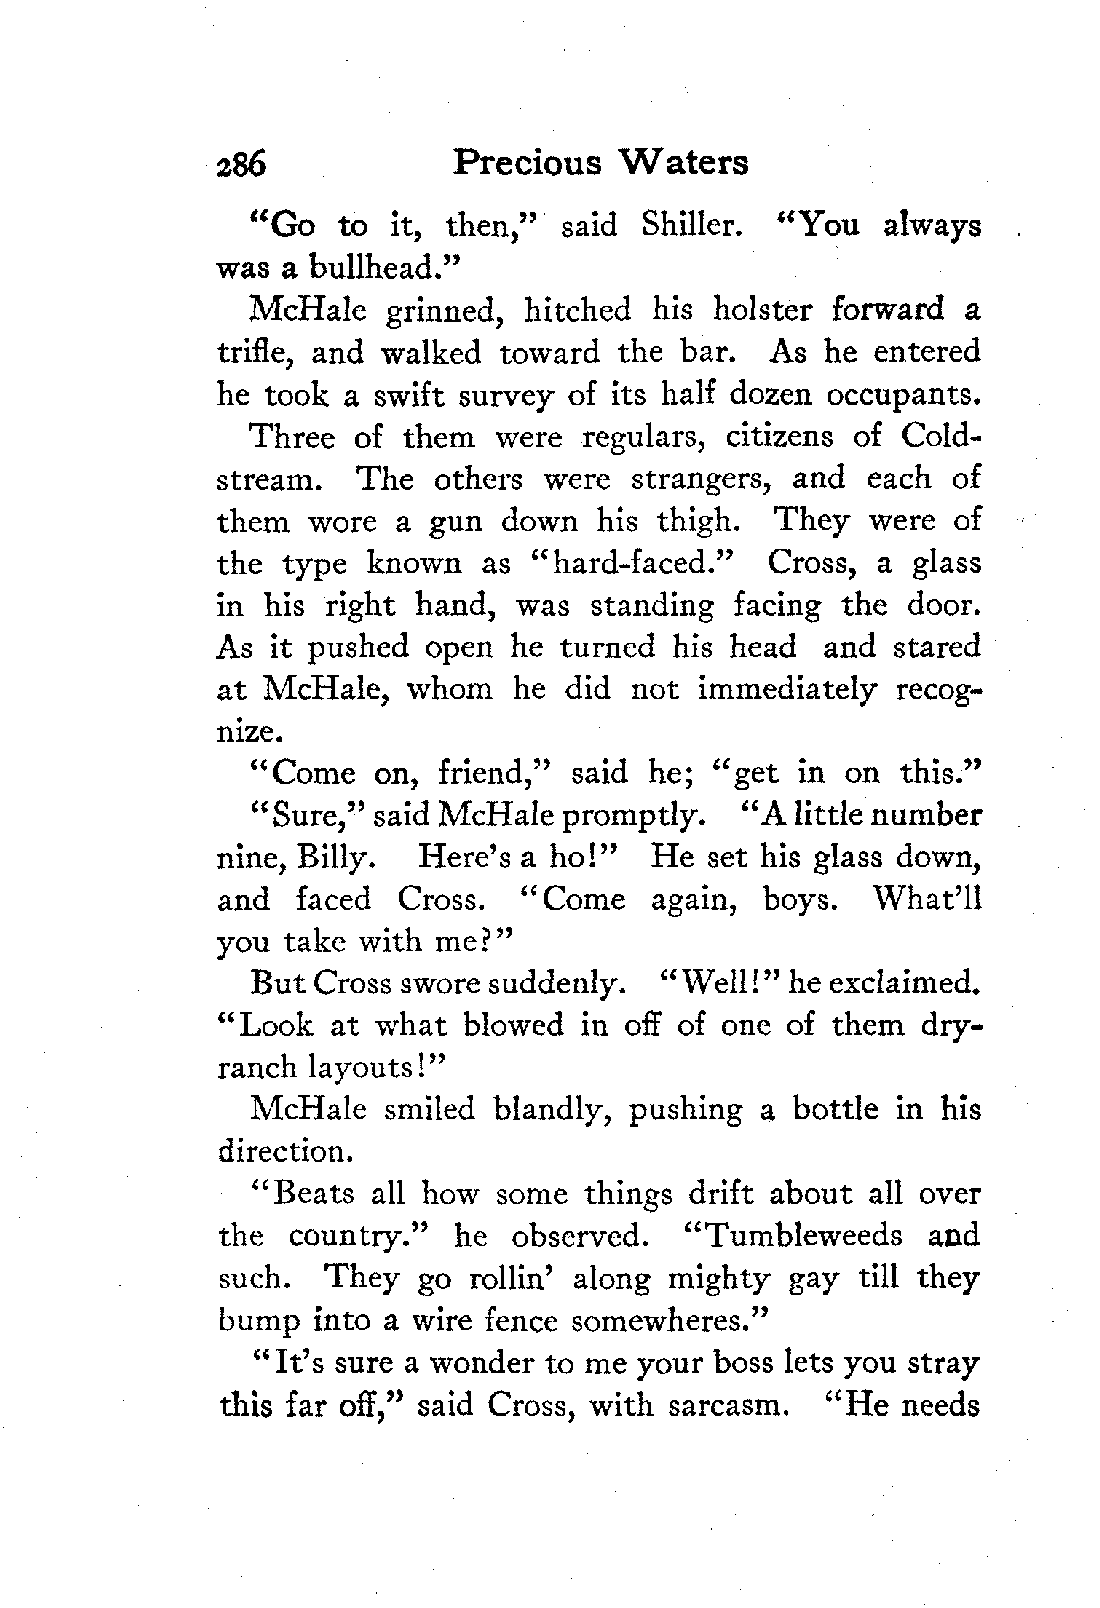 286 Precious Waters
“Go to it, then,” said Shiller. “You always
was a bullhead.”
McHale grinned, hitched his holster forward a
trifle, and walked toward the bar. As he entered
he took a swift survey of its half dozen occupants.
Three of them were regulars, citizens of Cold-
stream. The others were strangers, and each of
them wore a gun down his thigh. They were of
the type known as “hard-faced.” Cross, a glass
in his right hand, was standing facing the door.
As it pushed open he turned his head and stared
at McHale, whom he did not immediately recog-
nize.
“Come on, friend,” said he; “get in on this.”
“Sure,” said McHale promptly. “A little number
nine, Billy. Here’s a ho!” He set his glass down,
and faced Cross. “Come again, boys. What’ll
you take with me?”
But Cross swore suddenly. “Well!” he exclaimed.
“Look at what blowed in off of one of them dry-
ranch layouts!”
McHale smiled blandly, pushing a bottle in his
direction.
“Beats all how some things drift about all over
the country.” he observed. “Tumbleweeds and
such. They go rollin’ along mighty gay till they
bump into a wire fence somewheres.”
“It’s sure a wonder to me your boss lets you stray
this far off,” said Cross, with sarcasm. “He needs